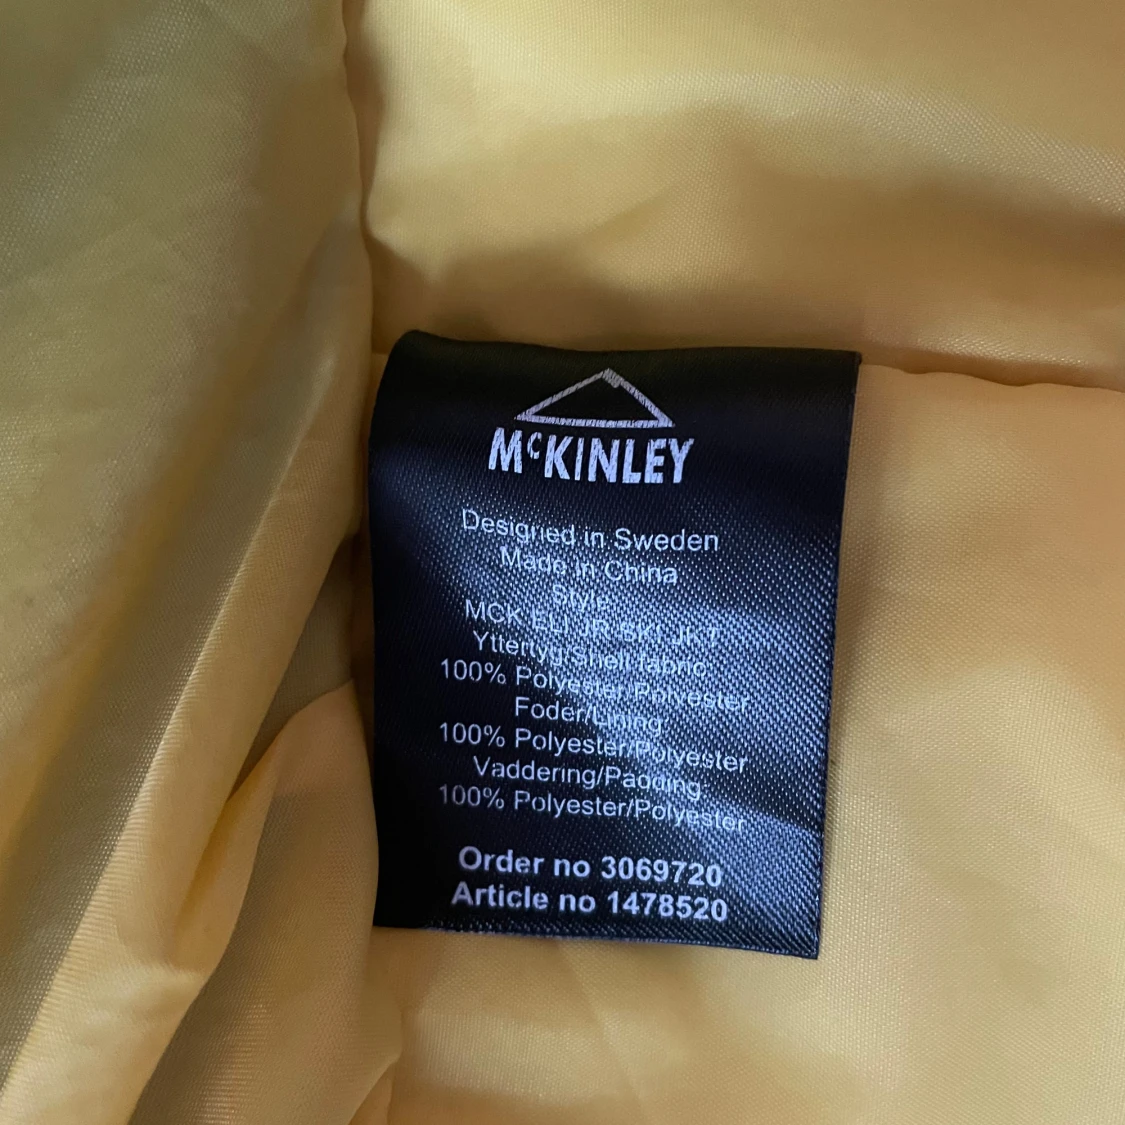 McKINLEY
Designed in Sweden
Made in China
Style
MCK ELI JR SKI JKT
Yttertyg/Shell fabric
100% Polyester/Polyester
Foder/Lining
100% Polyester/Polyester
Vaddering/Padding
100% Polyester/Polyester
Order no 3069720
Article no 1478520